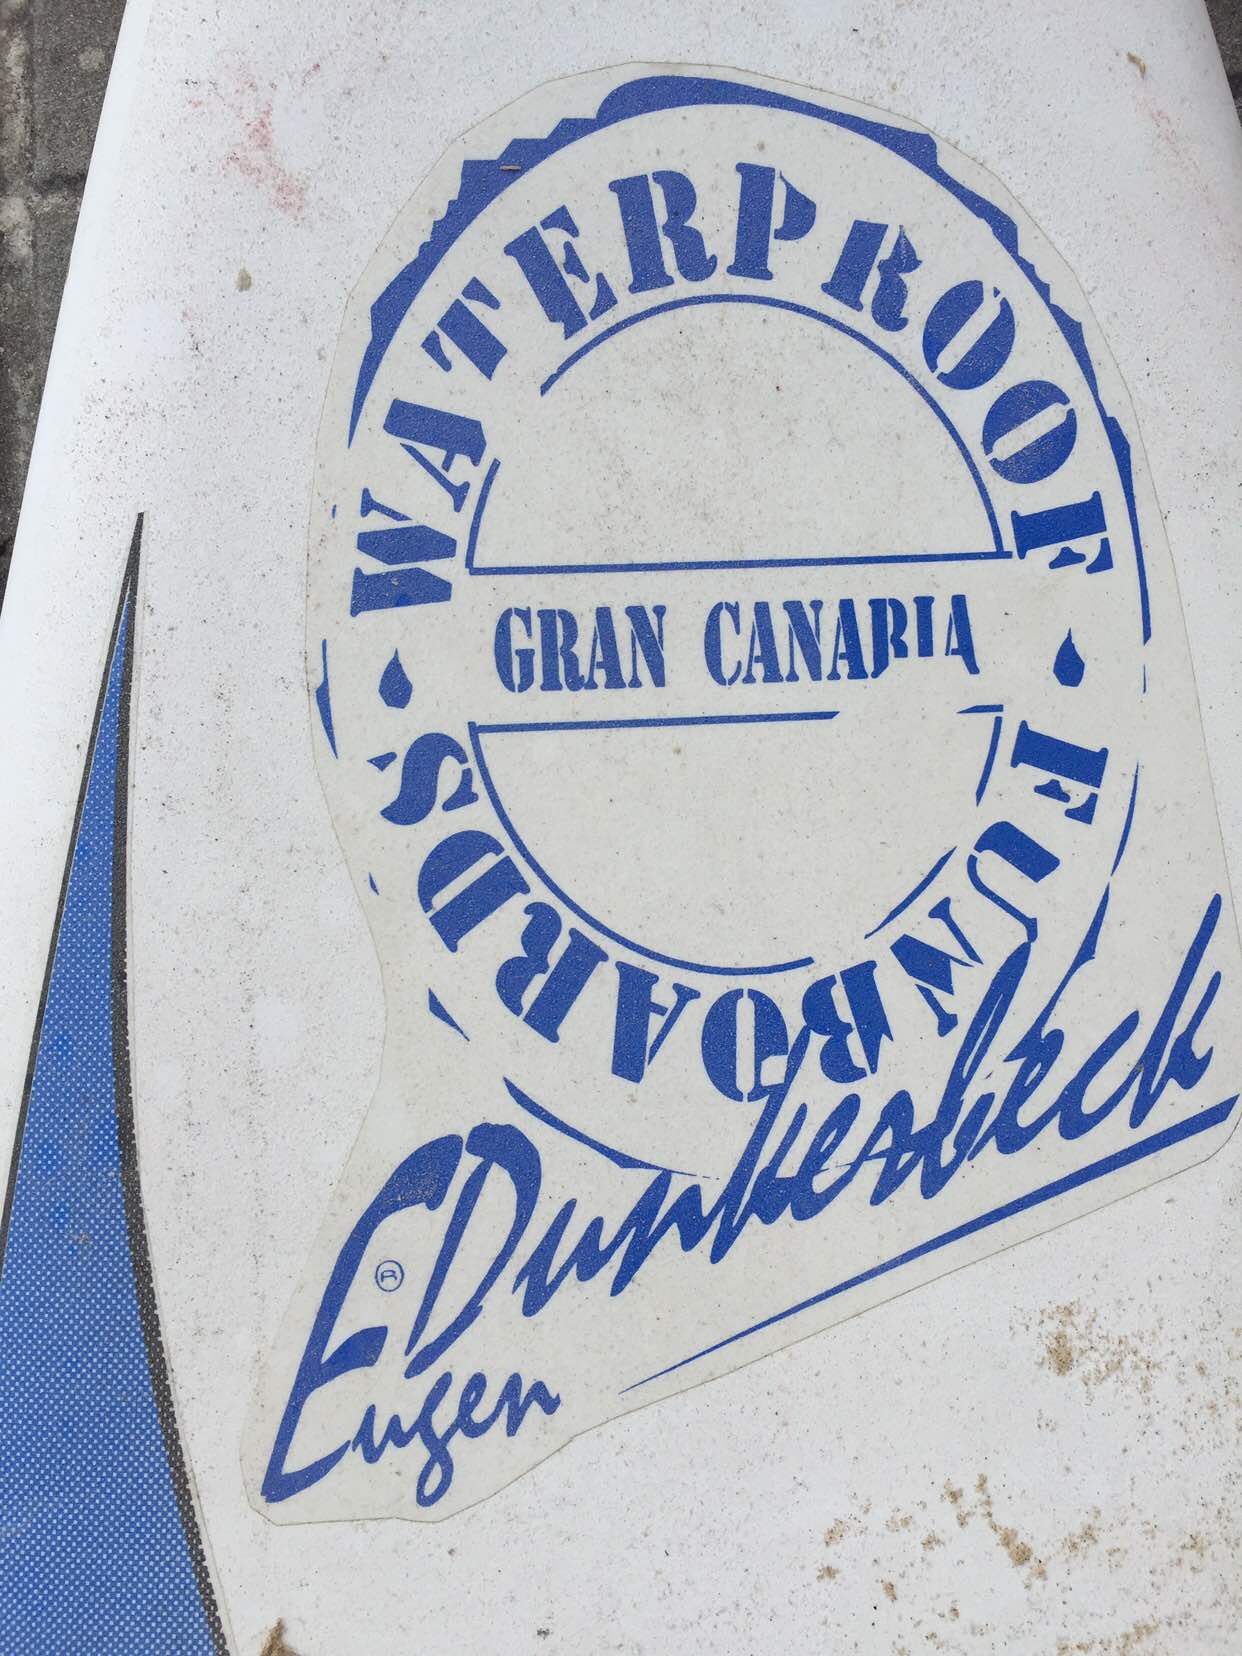 WATERPROOF
GRAN CANARIA
FUNBOARDS
Eugen Dunkerbeck
®